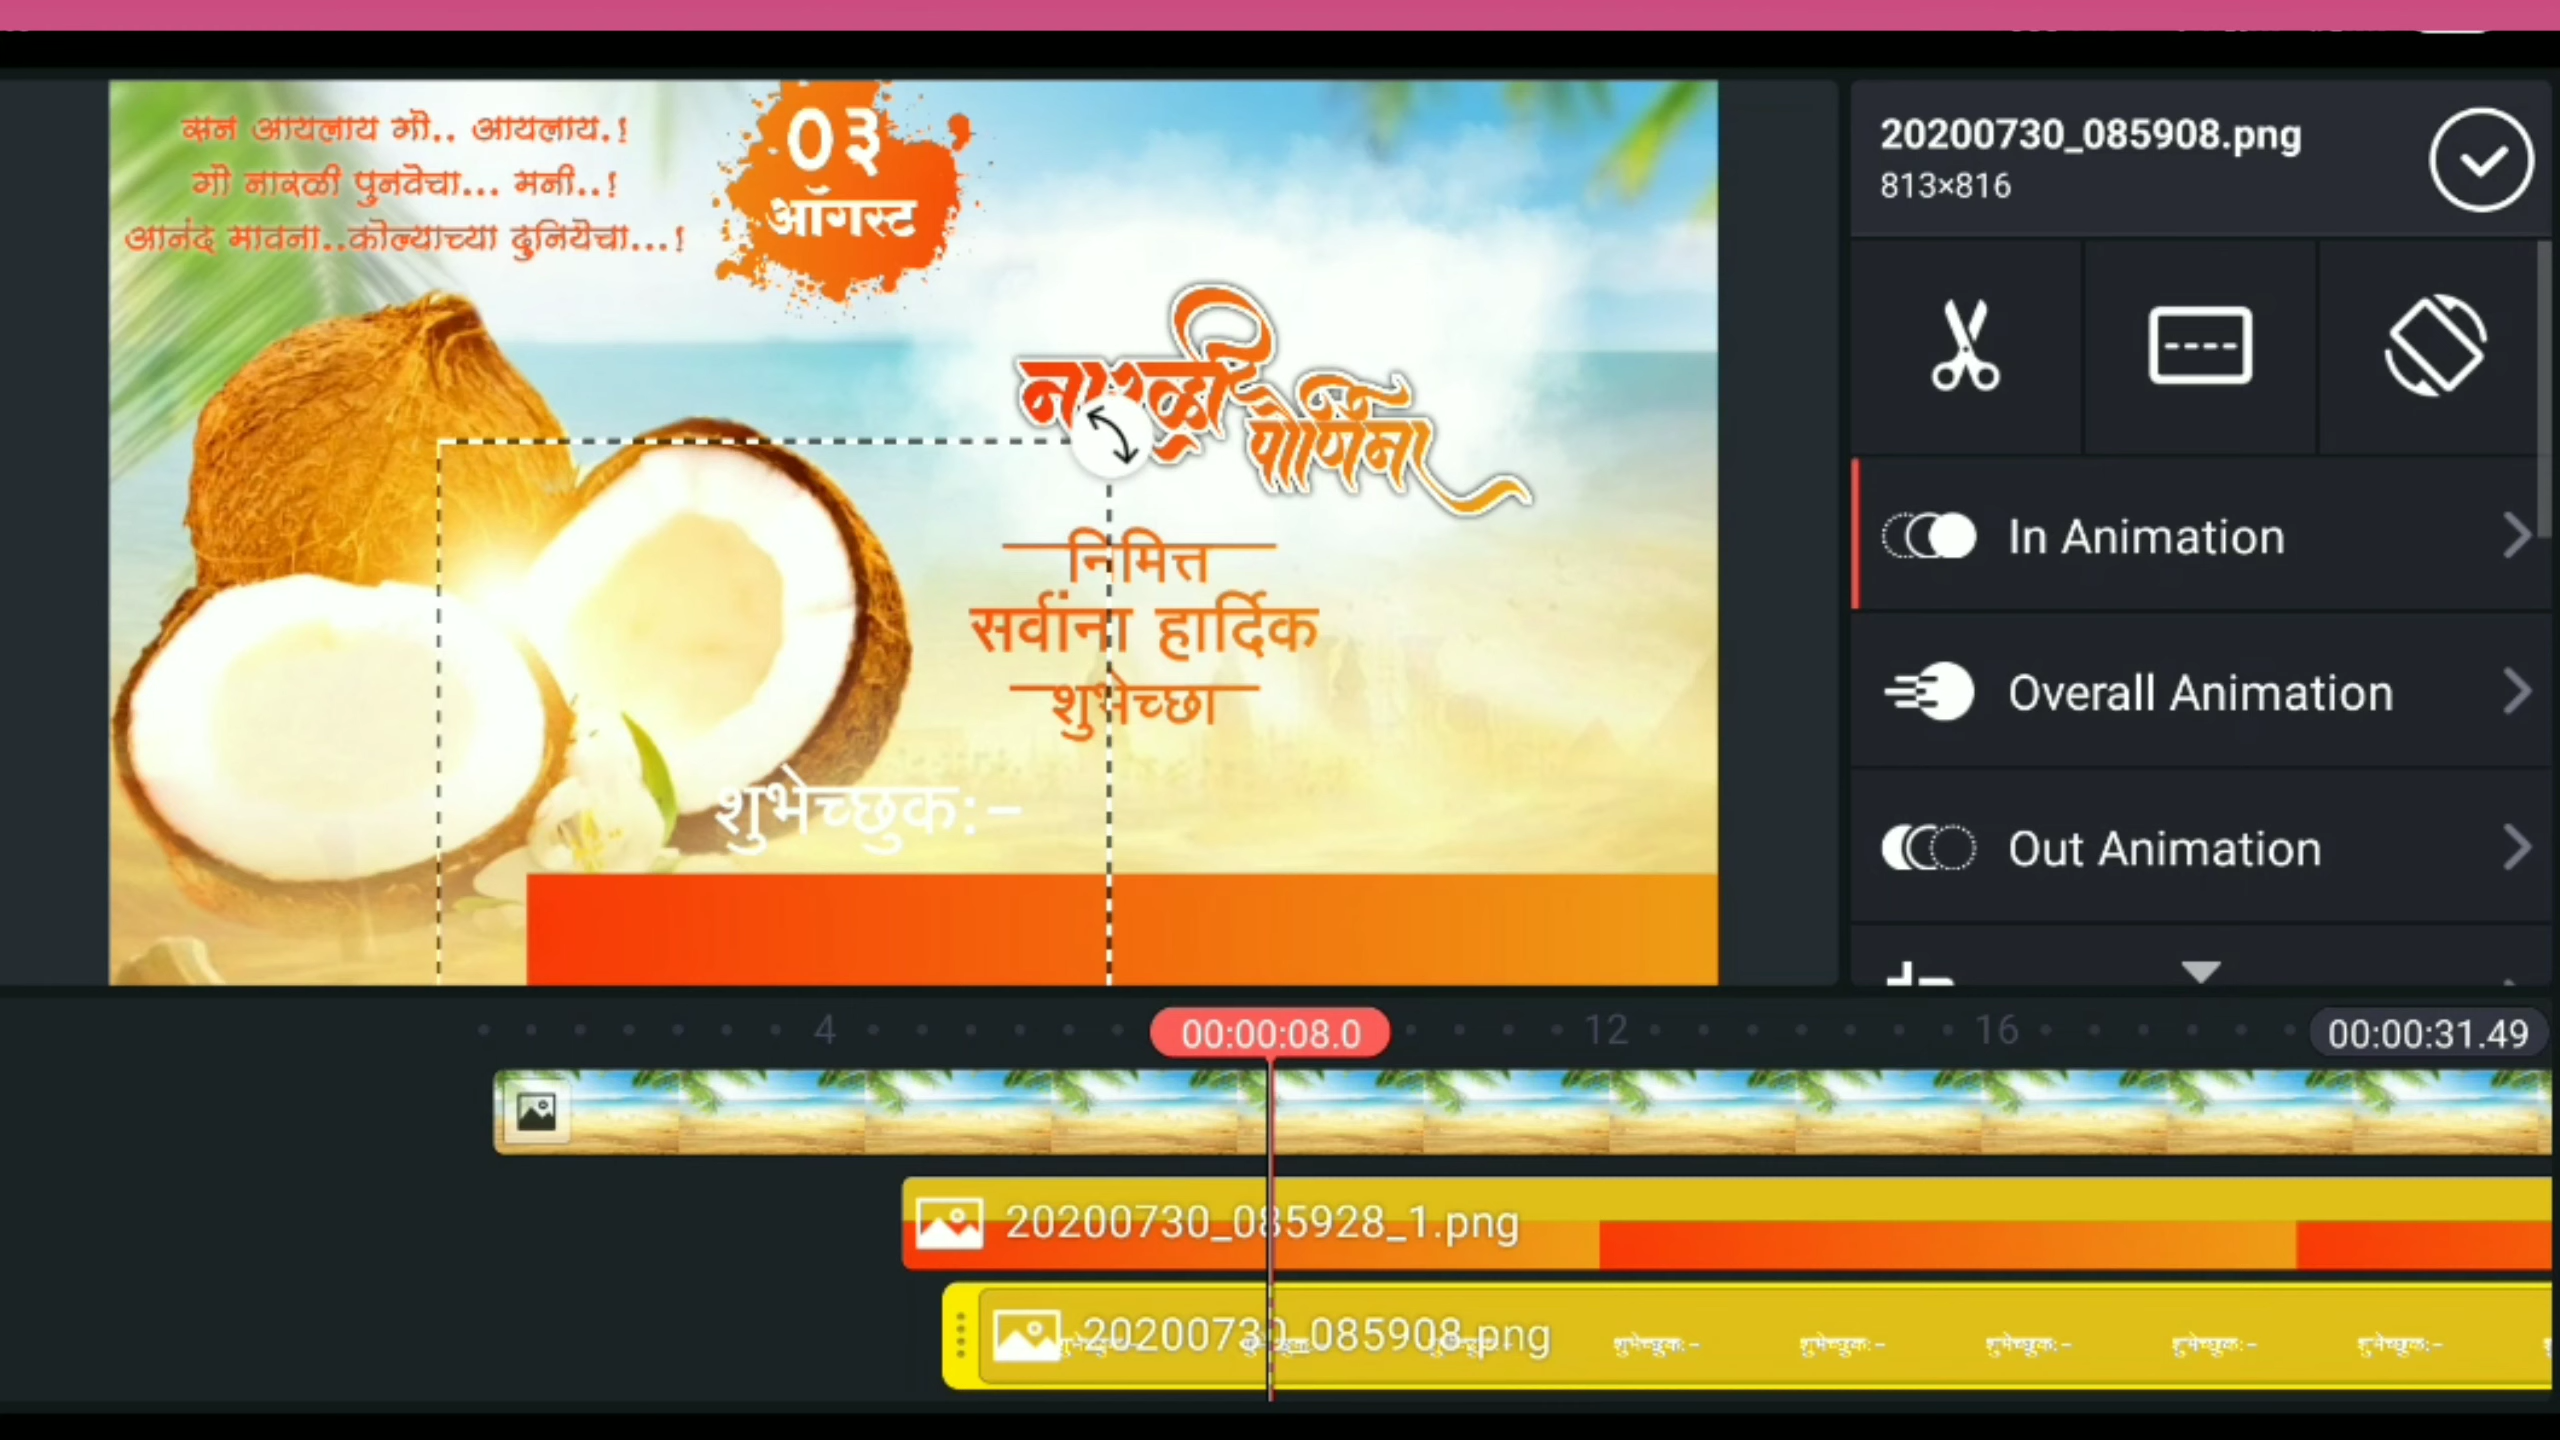 सन आयलाय गो.. आयलाय.!
गो नारळी पुनवेचा... मनी..!
आनंद मावना..कोल्याच्या दुनियेचा...!
०३
ऑगस्ट
नारळी
पौर्णिमा
निमित्त
सर्वांना हार्दिक
शुभेच्छा
शुभेच्छुक:-
20200730_085908.png
813×816
In Animation
Overall Animation
Out Animation
4
00:00:08.0
12
16
00:00:31.49
20200730_085928_1.png
20200730_085908.png
शुभेच्छुक:- शुभेच्छुक:- शुभेच्छुक:- शुभेच्छुक:- शुभेच्छुक:-